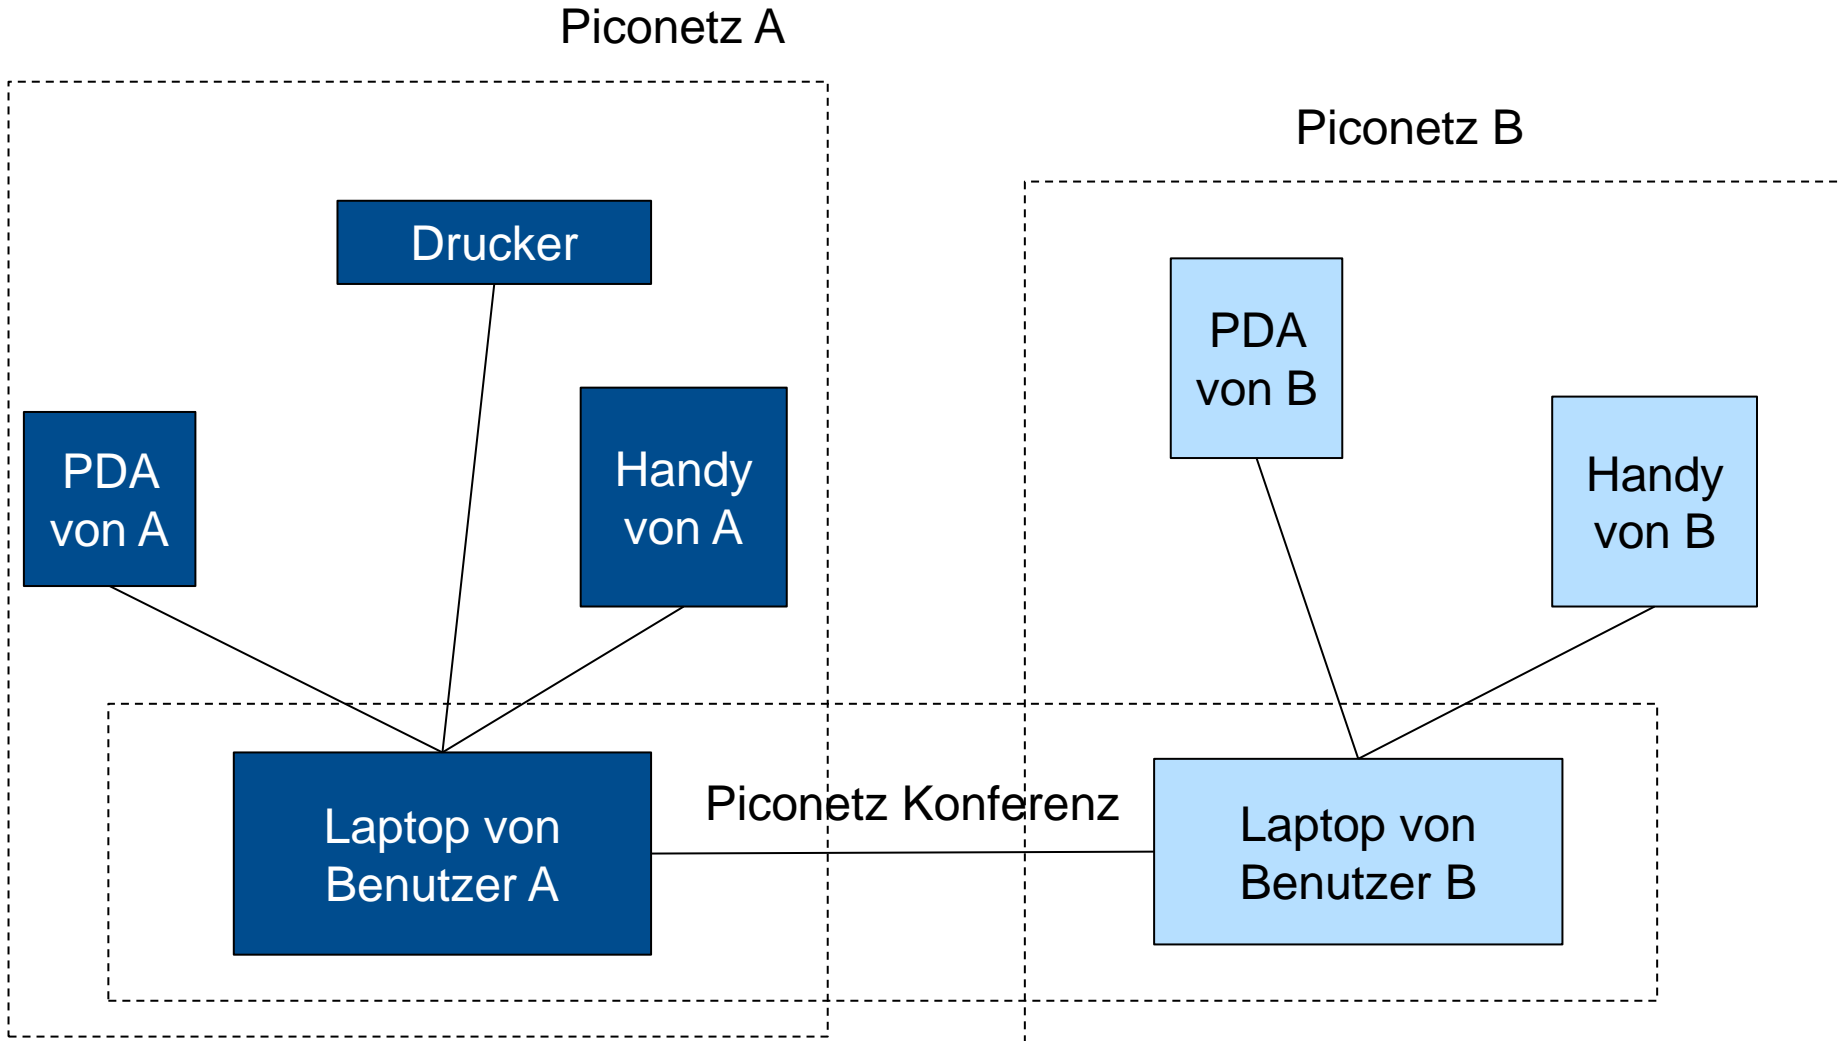 Piconetz A
Piconetz B
Drucker
PDA
von A
Handy
von A
PDA
von B
Handy
von B
Piconetz Konferenz
Laptop von
Benutzer A
Laptop von
Benutzer B